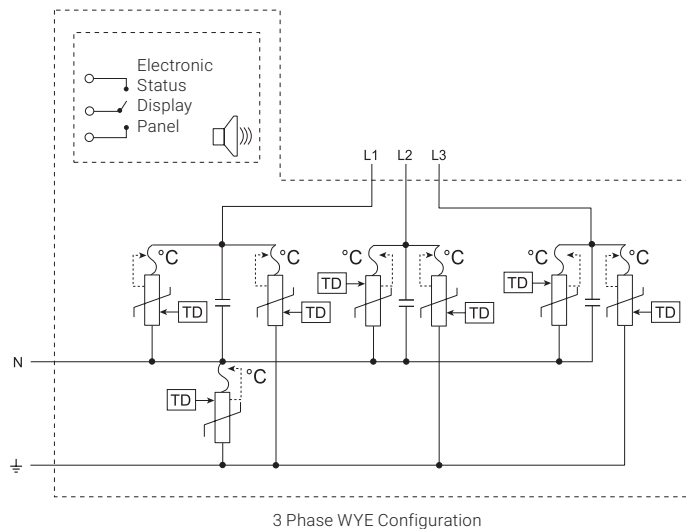 Electronic
Status
Display
Panel
L1 L2 L3
°C °C °C °C °C °C
TD TD
TD TD TD TD
N
°C
TD
3 Phase WYE Configuration